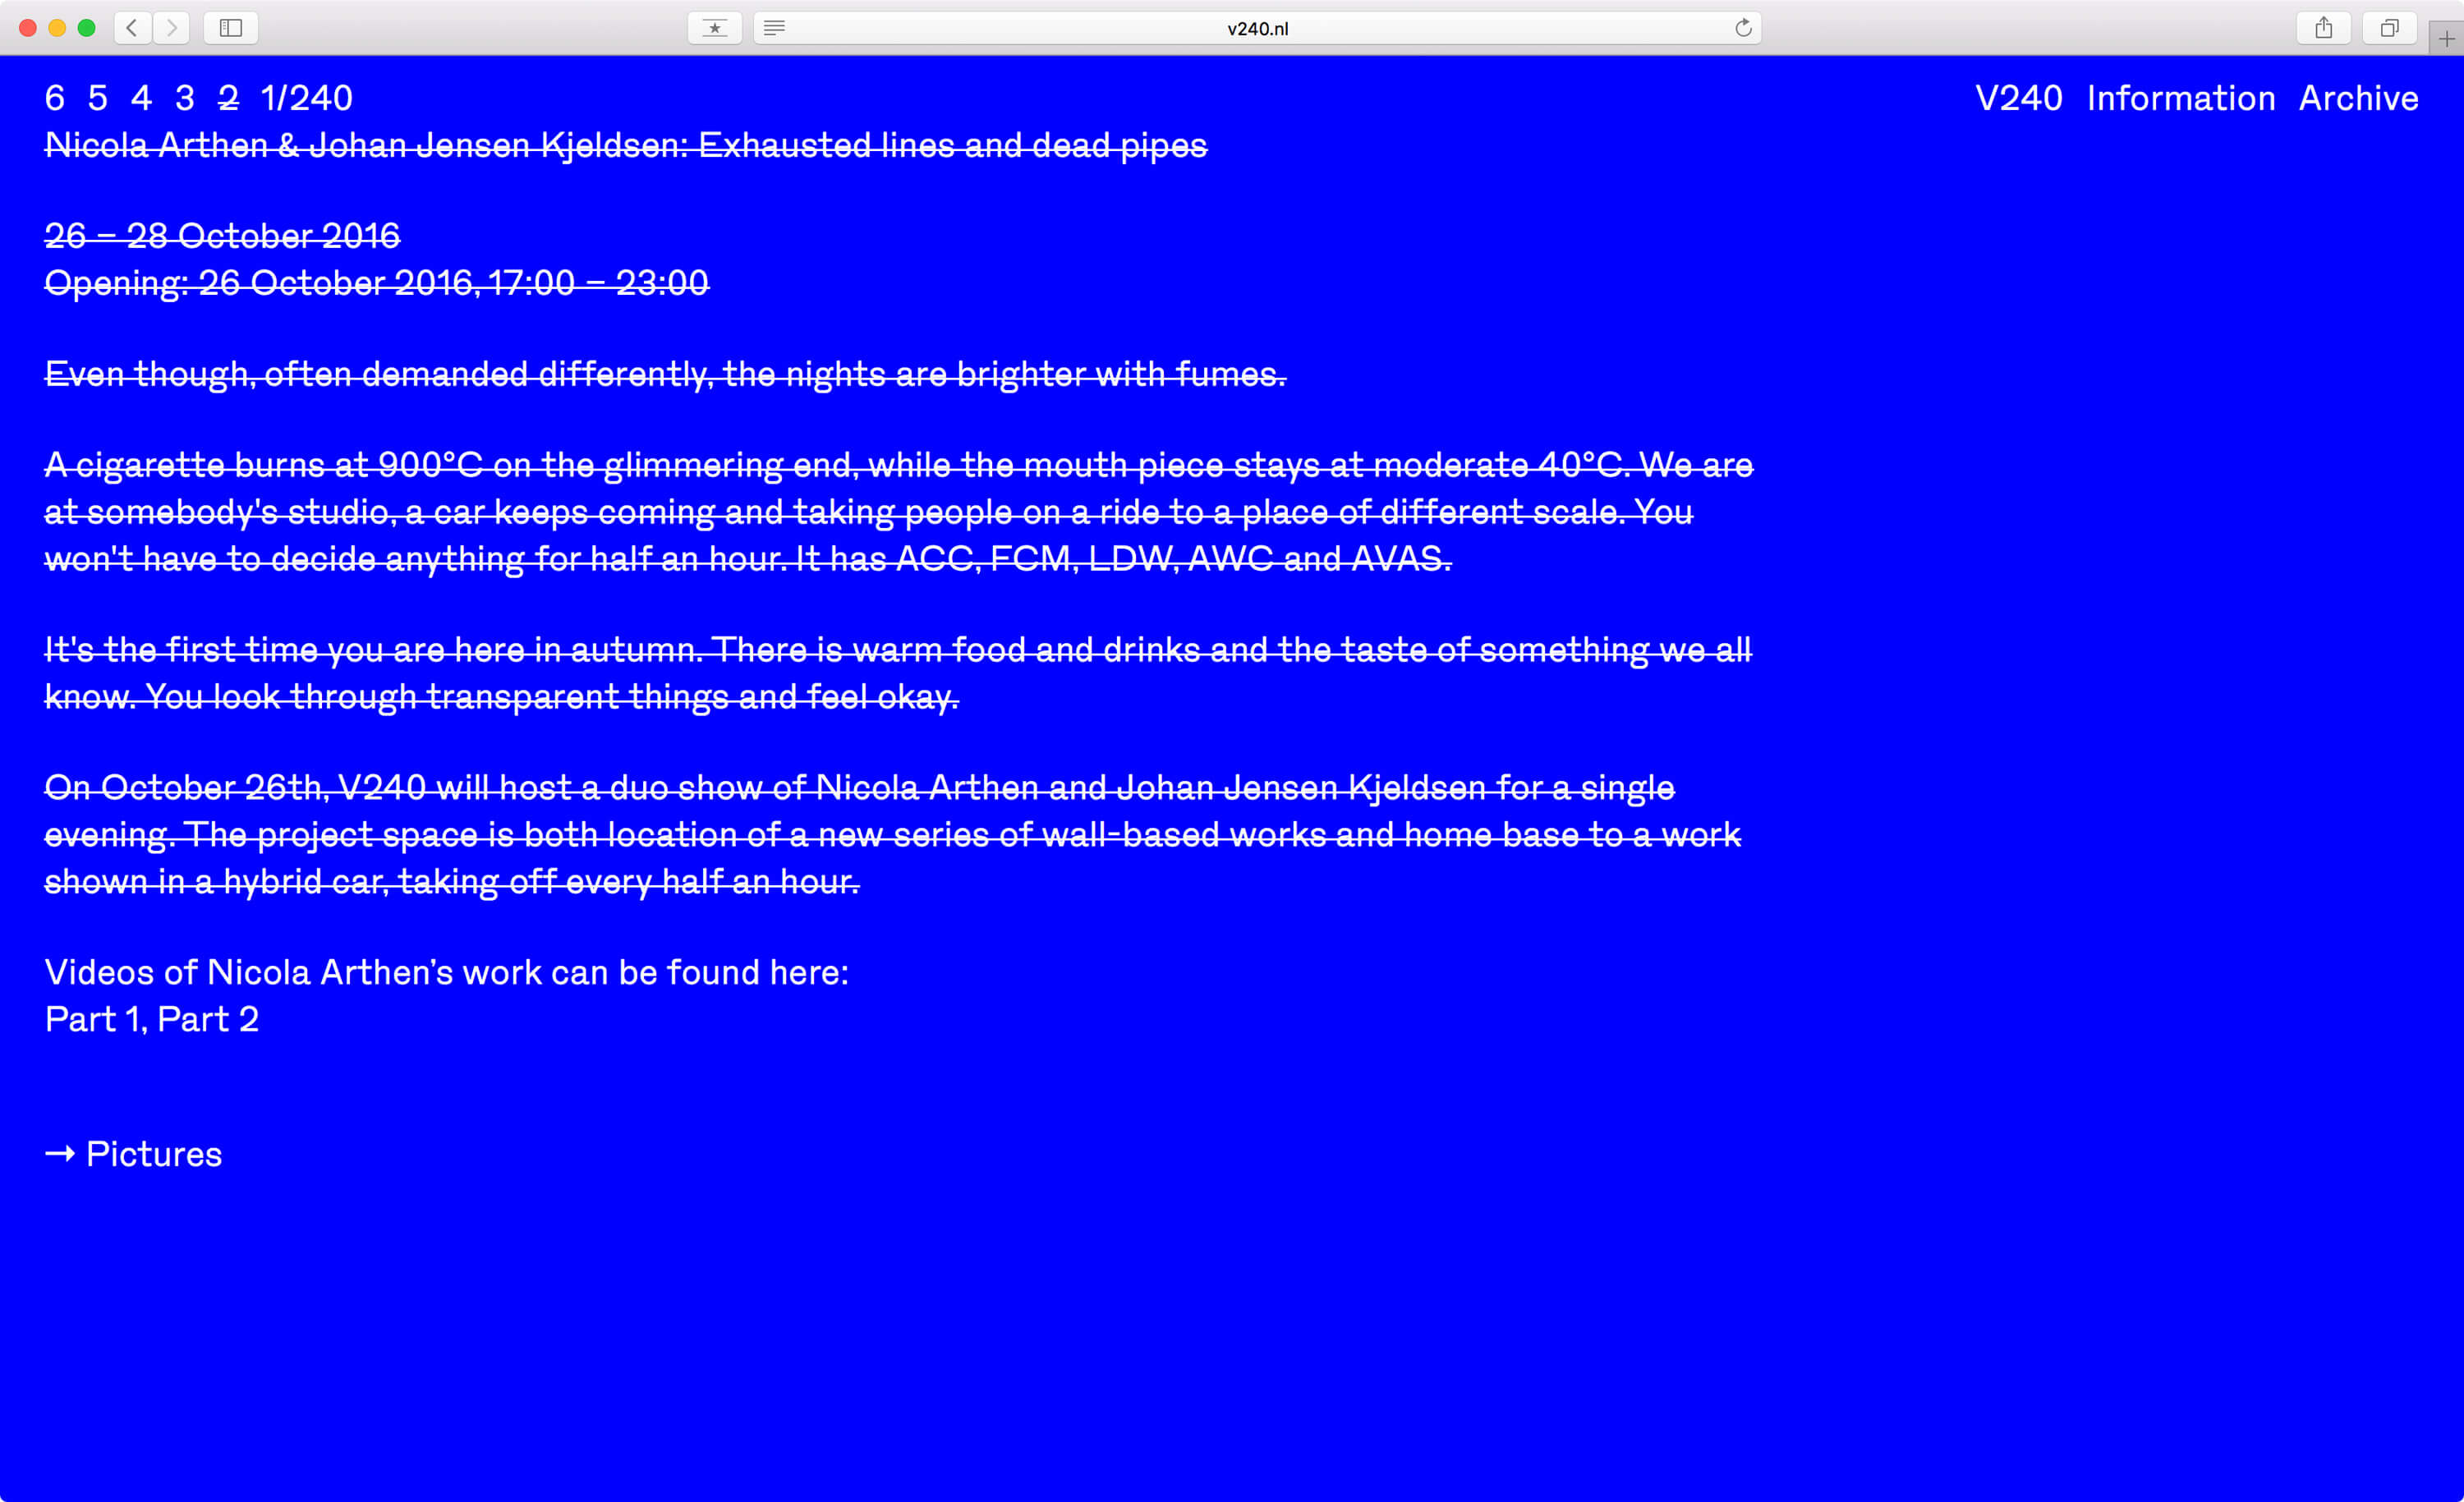 v240.nl
6 5 4 3 2 1/240
V240 Information Archive
Nicola Arthen & Johan Jensen Kjeldsen: Exhausted lines and dead pipes
26 – 28 October 2016
Opening: 26 October 2016, 17:00 – 23:00
Even though, often demanded differently, the nights are brighter with fumes.
A cigarette burns at 900°C on the glimmering end, while the mouth piece stays at moderate 40°C. We are
at somebody's studio, a car keeps coming and taking people on a ride to a place of different scale. You
won't have to decide anything for half an hour. It has ACC, FCM, LDW, AWC and AVAS.
It's the first time you are here in autumn. There is warm food and drinks and the taste of something we all
know. You look through transparent things and feel okay.
On October 26th, V240 will host a duo show of Nicola Arthen and Johan Jensen Kjeldsen for a single
evening. The project space is both location of a new series of wall-based works and home base to a work
shown in a hybrid car, taking off every half an hour.
Videos of Nicola Arthen’s work can be found here:
Part 1, Part 2
→ Pictures